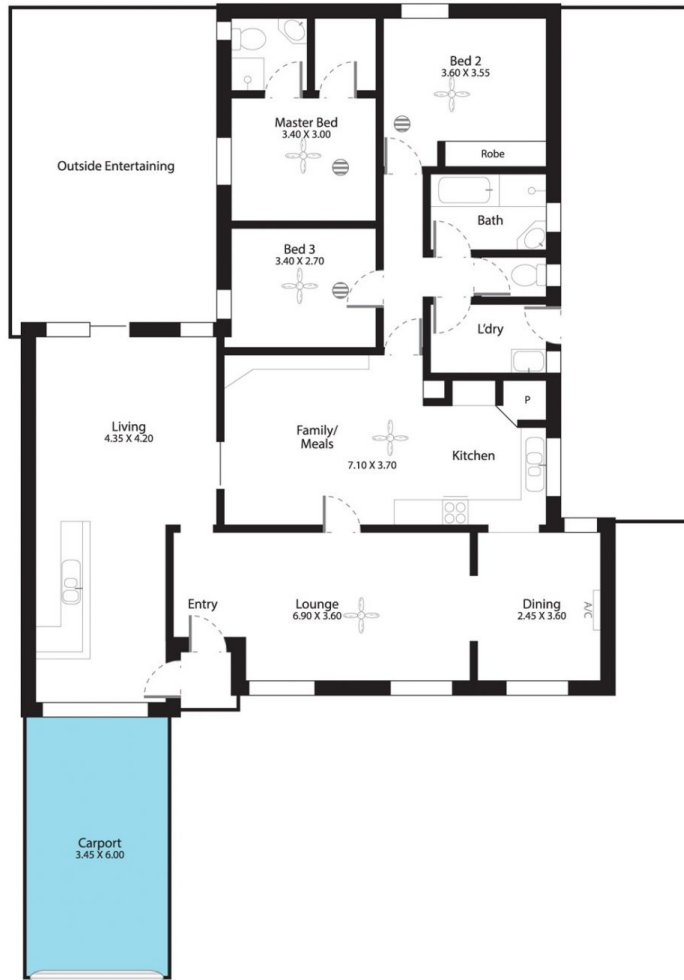 Bed 2
3.60 X 3.55
Master Bed
3.40 X 3.00
Outside Entertaining
Robe
Bath
Bed 3
3.40 X 2.70
L'dry
P
Living
4.35 X 4.20
Family/
Meals
Kitchen
7.10 X 3.70
Entry
Lounge
6.90 X 3.60
Dining
2.45 X 3.60
A/C
Carport
3.45 X 6.00